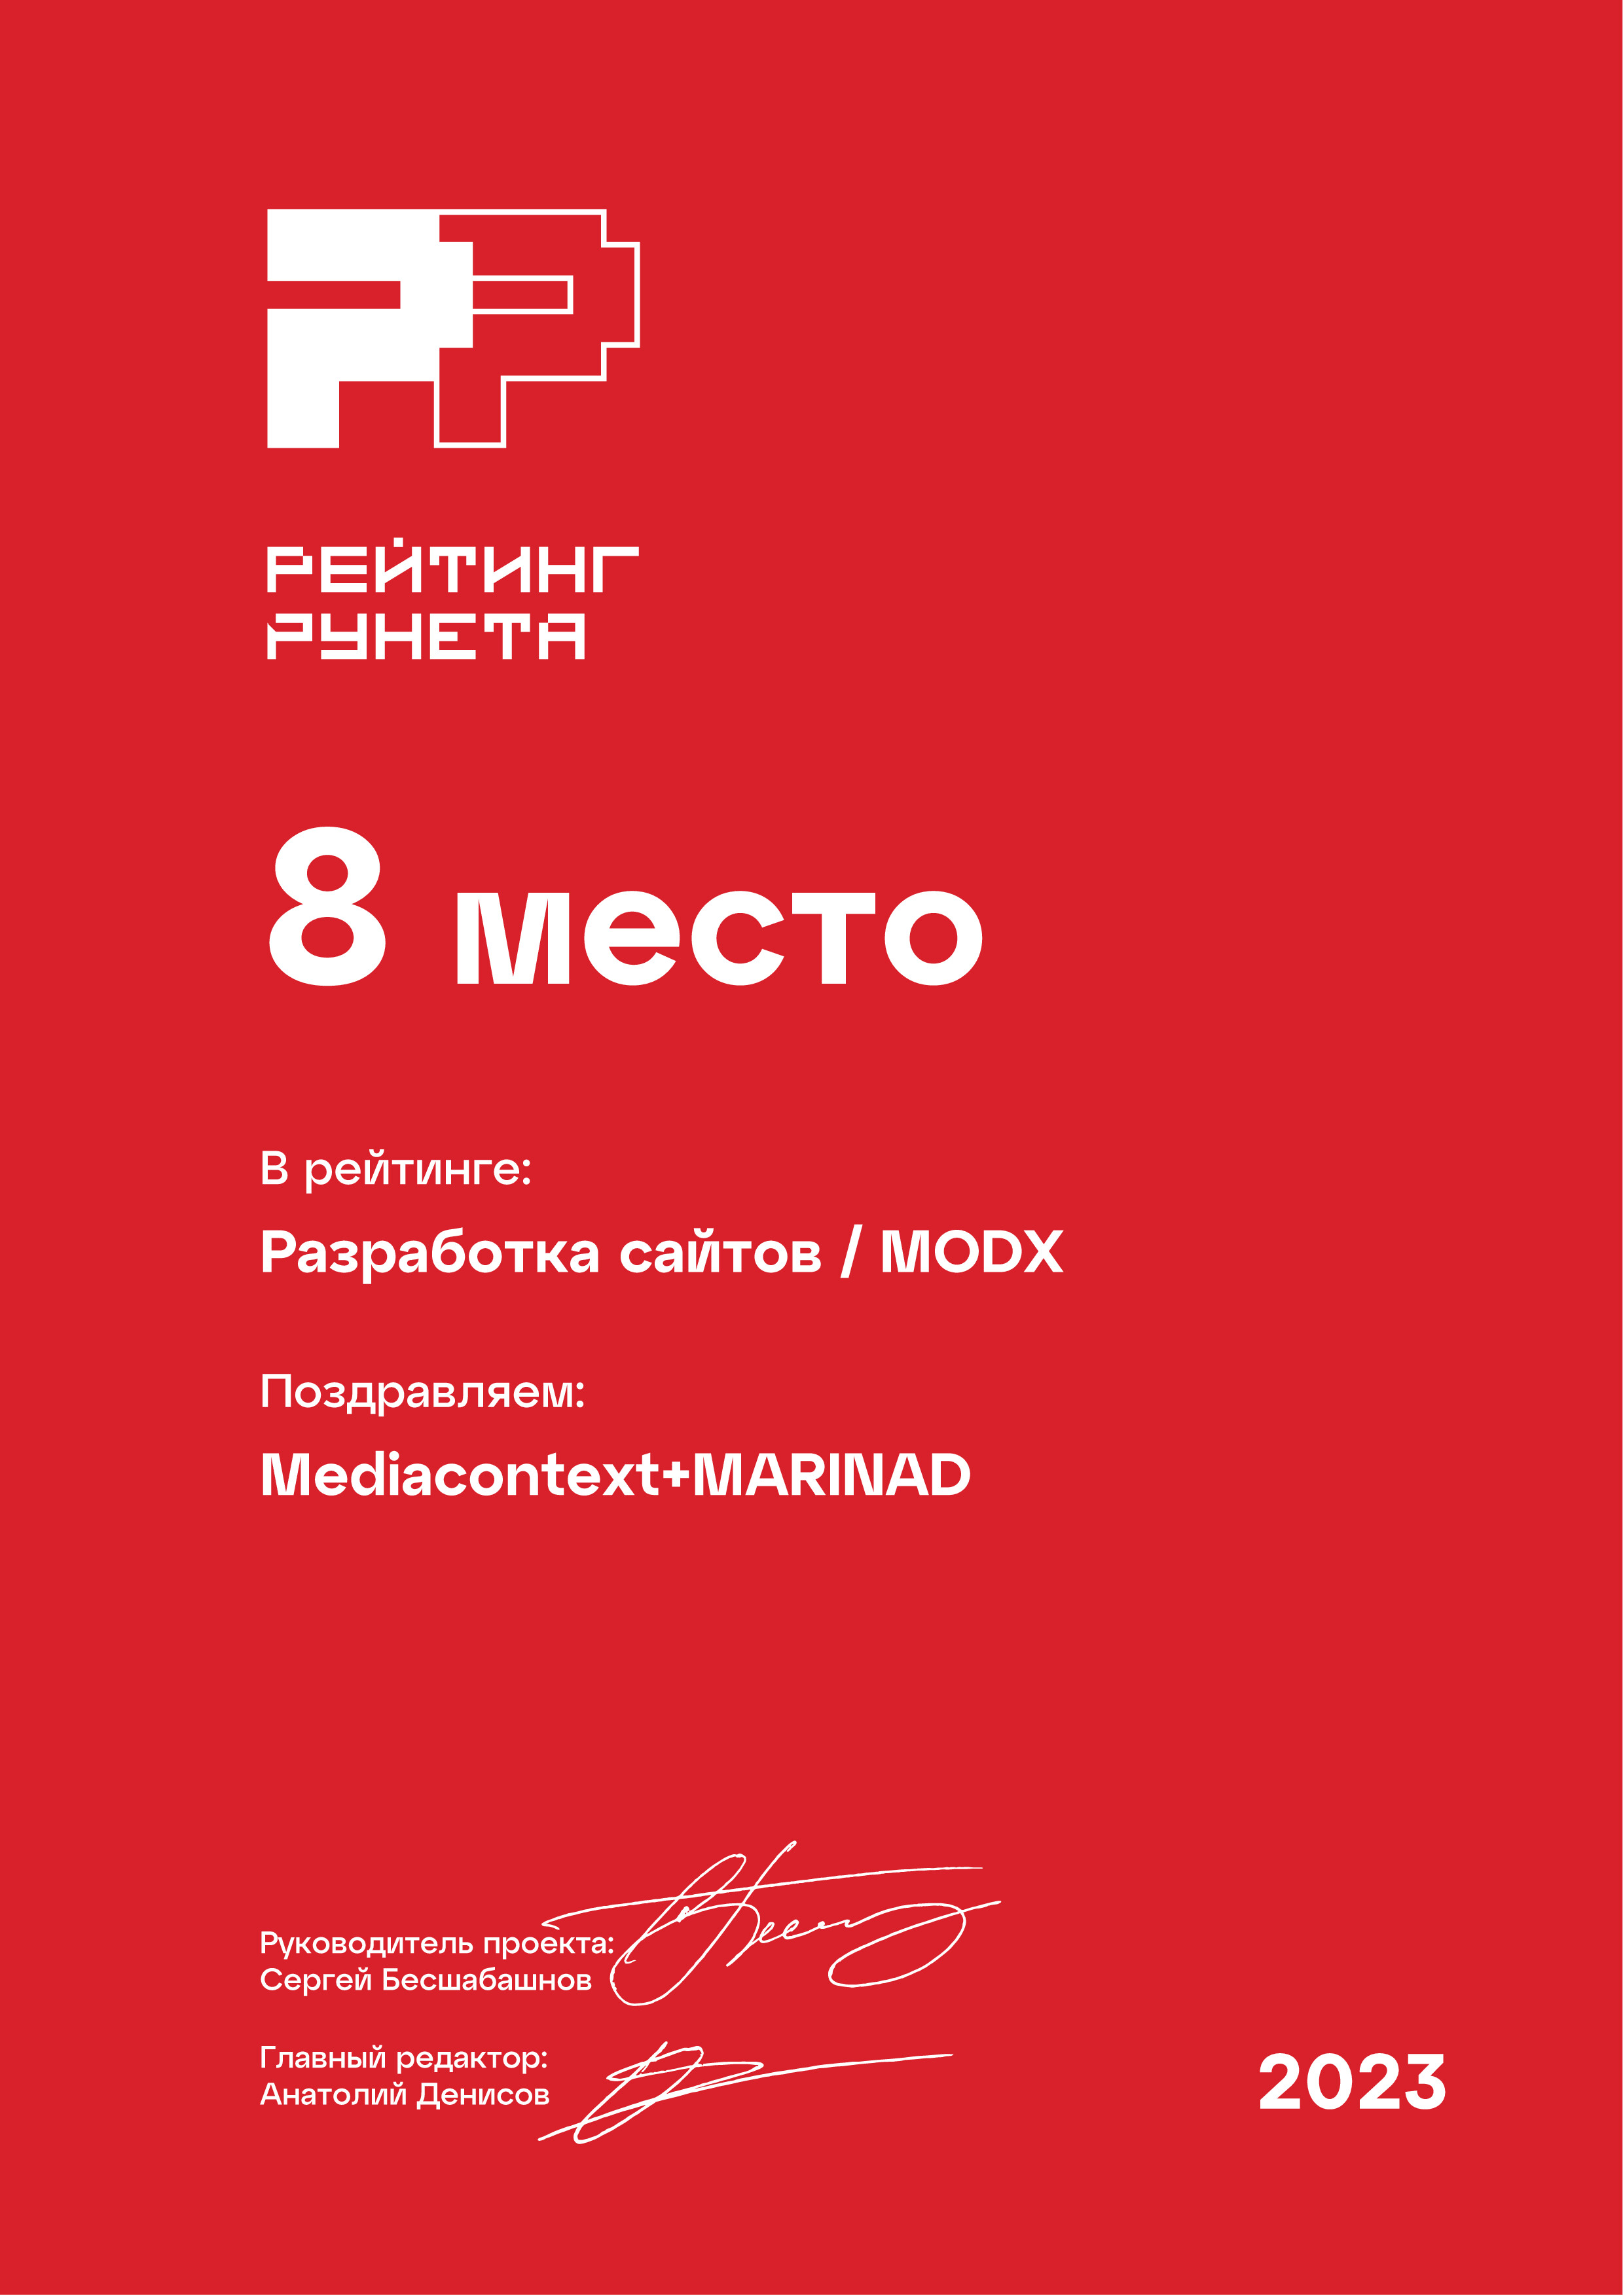 РЕЙТИНГ
РУНЕТА
8 место
В рейтинге:
Разработка сайтов / MODX
Поздравляем:
Mediacontext+MARINAD
Руководитель проекта:
Сергей Бесшабашнов
Главный редактор:
Анатолий Денисов
2023